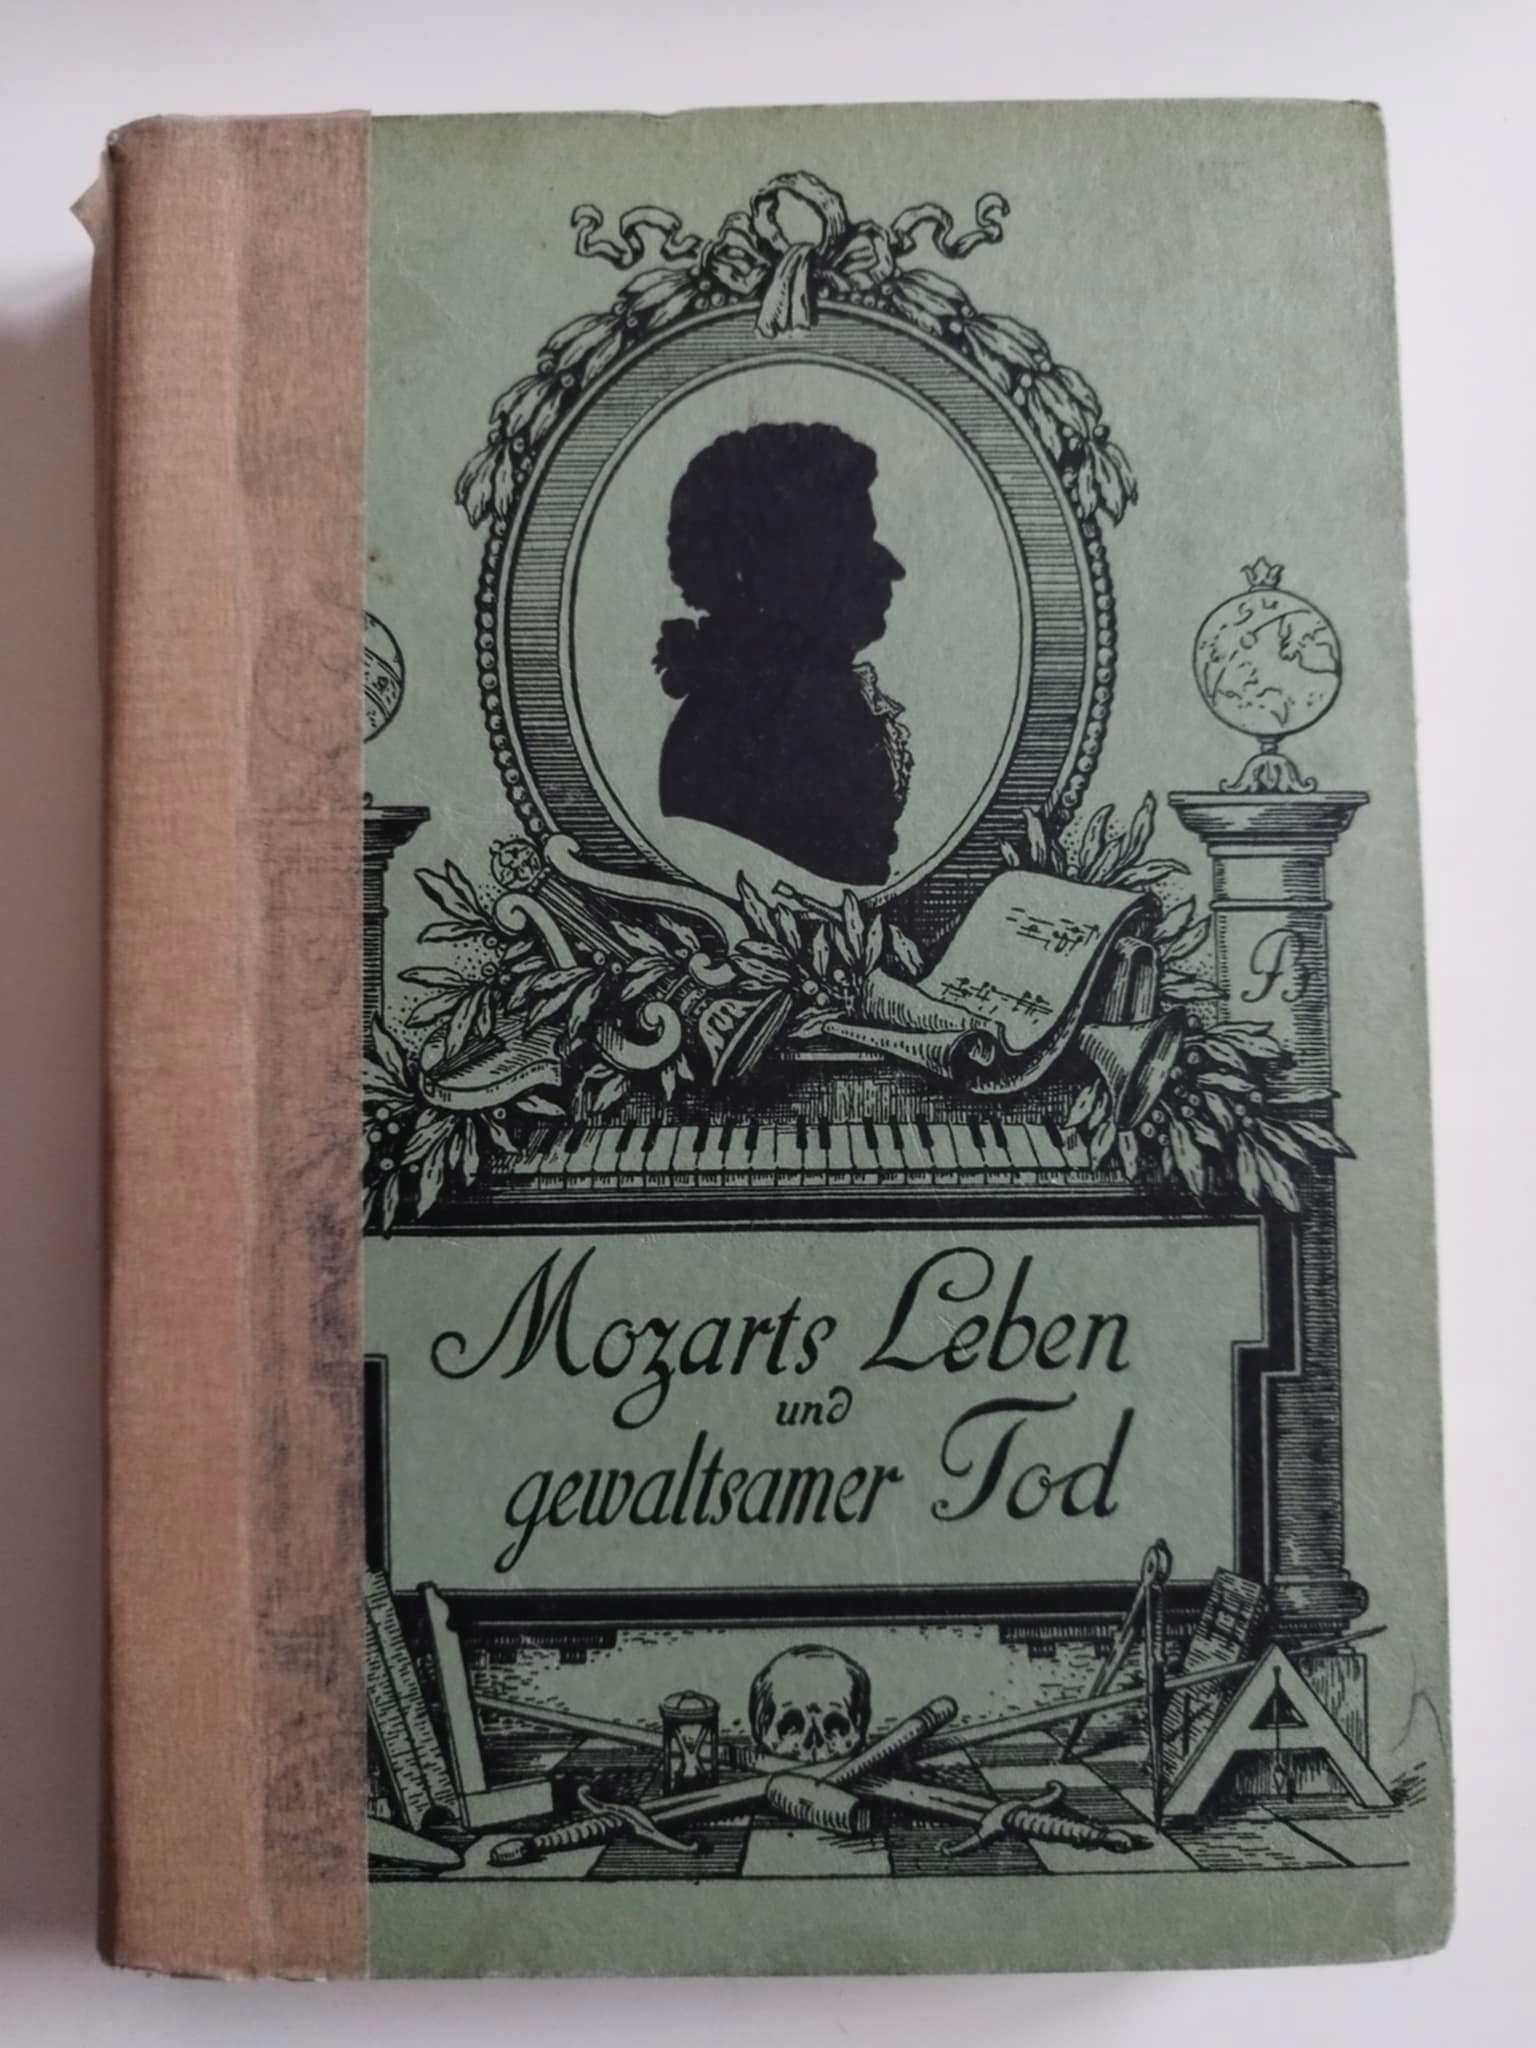 Mozarts Leben
und
gewaltsamer Tod
B